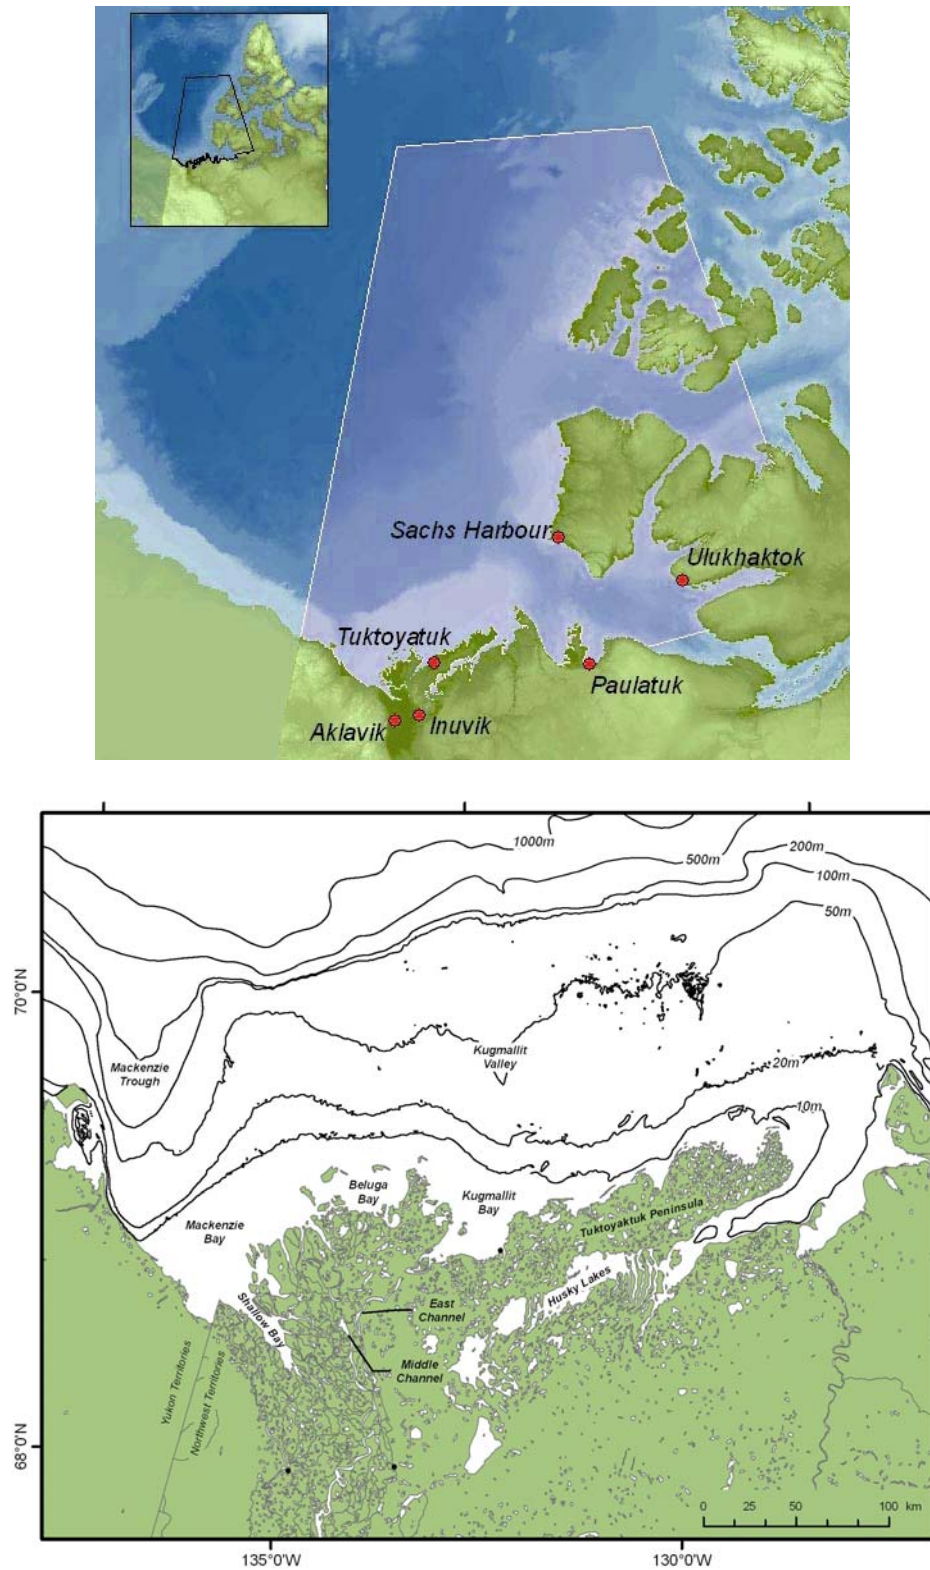 Sachs Harbour
Ulukhaktok
Tuktoyatuk
Paulatuk
Aklavik
Inuvik
1000m
500m
200m
100m
50m
70°0'N
Mackenzie
Trough
Kugmallit
Valley
20m
10m
Beluga
Bay
Kugmallit
Bay
Mackenzie
Bay
Tuktoyaktuk Peninsula
Husky Lakes
Shallow Bay
East
Channel
Middle
Channel
Yukon Territories
Northwest Territories
68°0'N
0 25 50 100 km
135°0'W
130°0'W